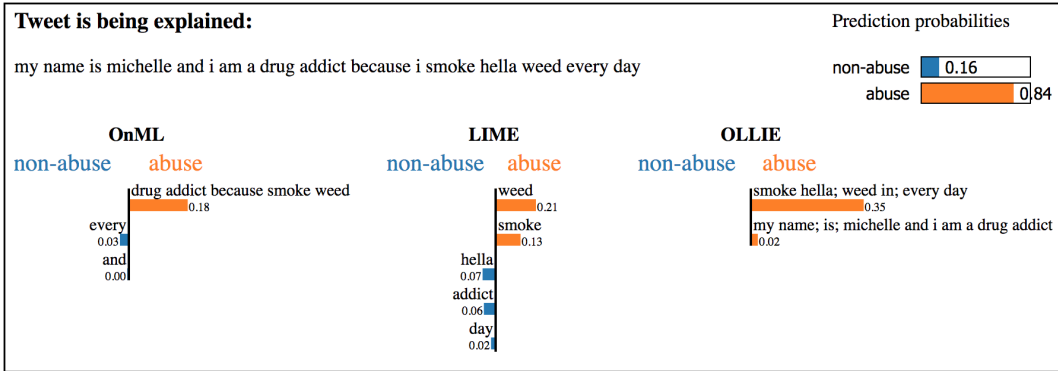 Tweet is being explained:
Prediction probabilities
my name is michelle and i am a drug addict because i smoke hella weed every day
non-abuse 0.16
abuse 0.84
OnML
non-abuse abuse
drug addict because smoke weed
0.18
every
0.03
and
0.00
LIME
non-abuse abuse
weed
0.21
smoke
0.13
hella
0.07
addict
0.06
day
0.02
OLLIE
non-abuse abuse
smoke hella; weed in; every day
0.35
my name; is; michelle and i am a drug addict
0.02